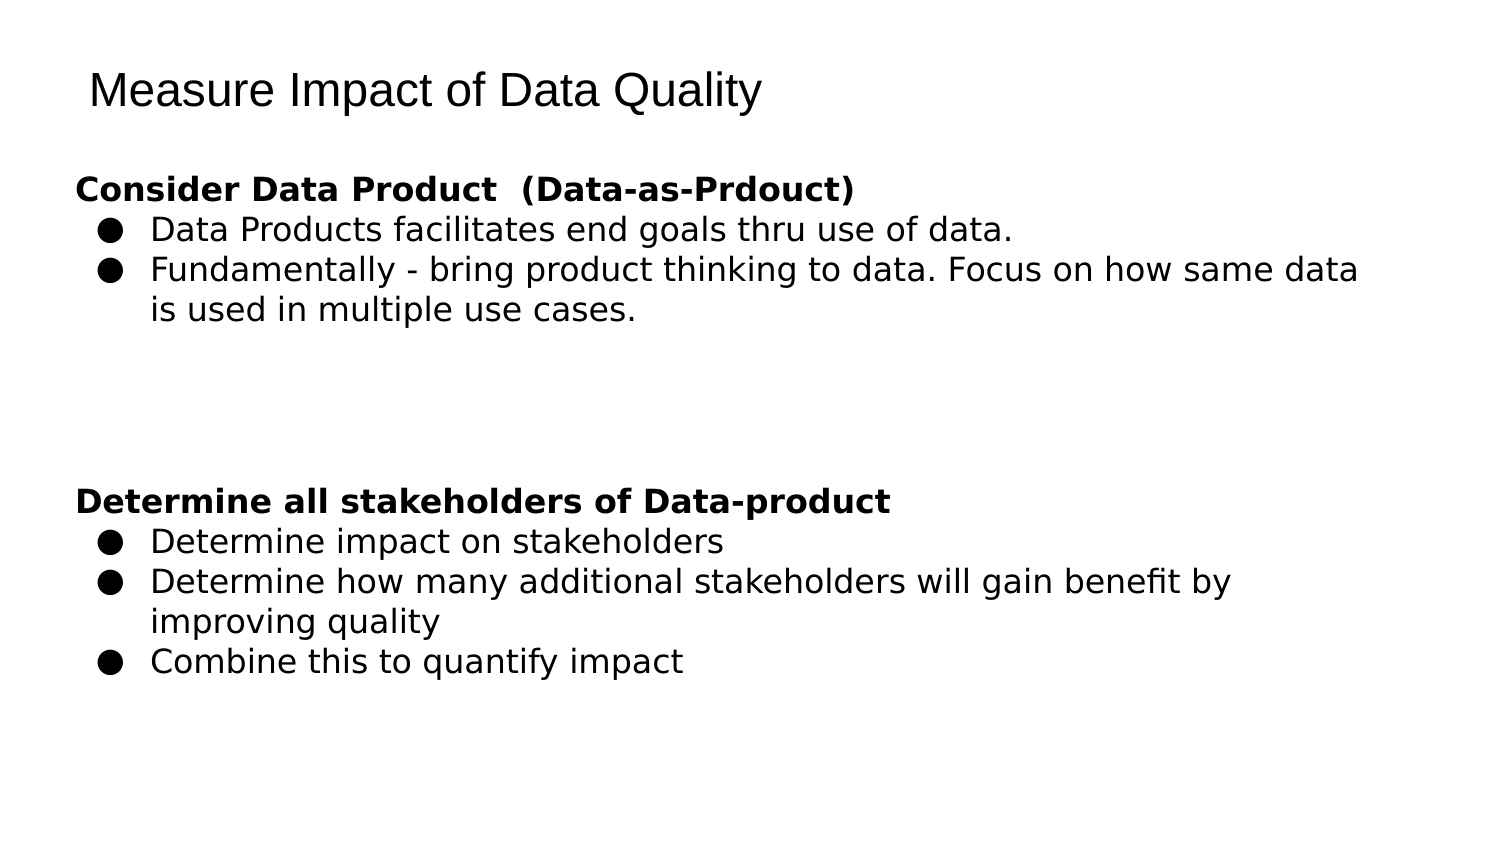 Measure Impact of Data Quality
Consider Data Product  (Data-as-Prdouct)
● Data Products facilitates end goals thru use of data.
● Fundamentally - bring product thinking to data. Focus on how same data
is used in multiple use cases.
Determine all stakeholders of Data-product
● Determine impact on stakeholders
● Determine how many additional stakeholders will gain benefit by
improving quality
● Combine this to quantify impact